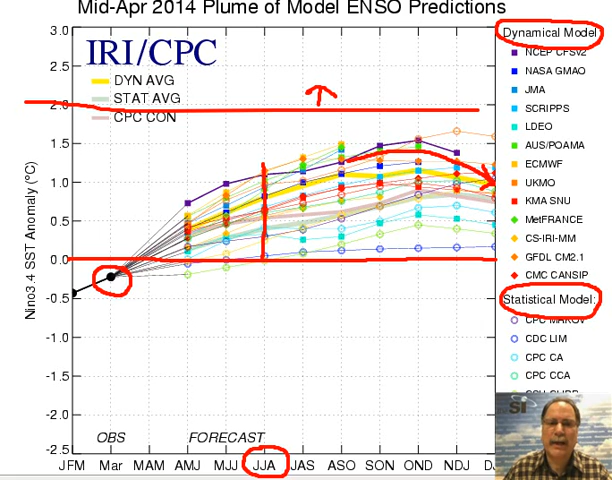 Mid-Apr 2014 Plume of Model ENSO Predictions
IRI/CPC
DYN AVG
STAT AVG
CPC CON
Nino3.4 SST Anomaly (°C)
3.0
2.5
2.0
1.5
1.0
0.5
0.0
-0.5
-1.0
-1.5
-2.0
-2.5
OBS
FORECAST
JFM Mar MAM AMJ MJJ JJA JAS ASO SON OND NDJ
Dynamical Model:
NCEP CFSv2
NASA GMAO
JMA
SCRIPPS
LDEO
AUS/POAMA
ECMWF
UKMO
KMA SNU
MetFRANCE
CS-IRI-MM
GFDL CM2.1
CMC CANSIP
Statistical Model:
CPC MRKOV
CDC LIM
CPC CA
CPC CCA
SI